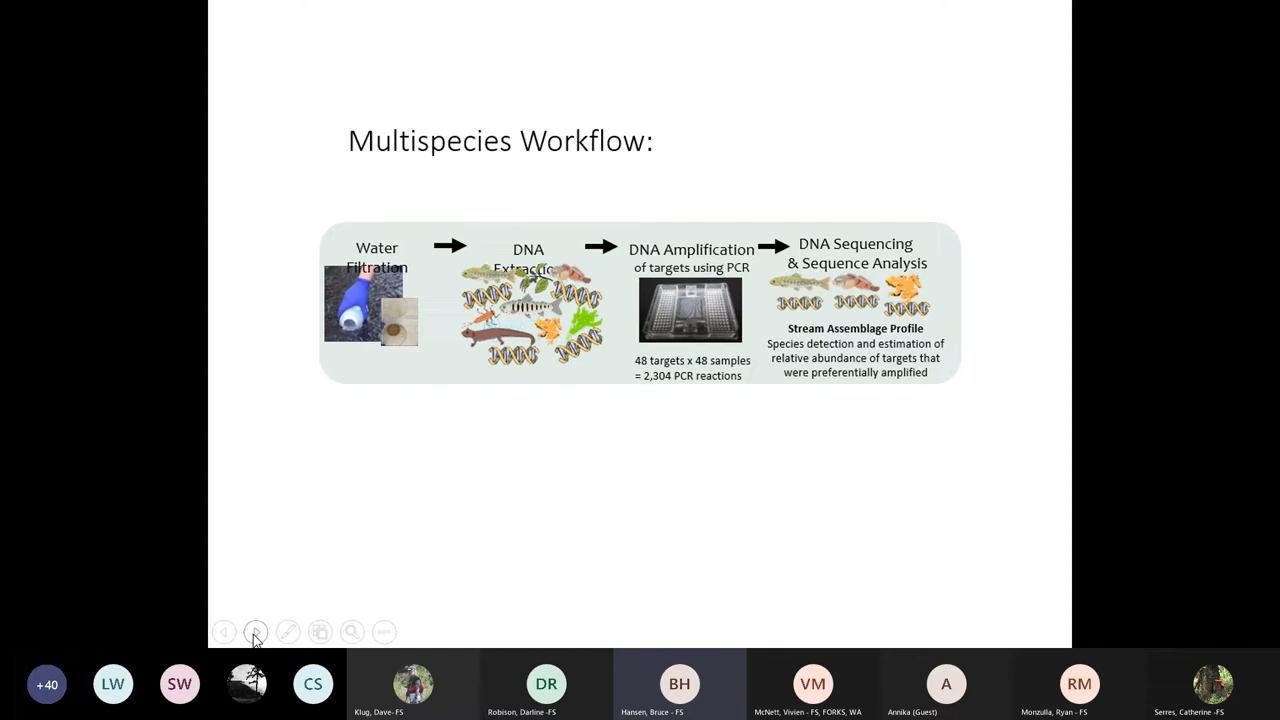 Multispecies Workflow:
Water
Filtration
DNA
Extractio
DNA Amplification
of targets using PCR
48 targets x 48 samples
= 2,304 PCR reactions
DNA Sequencing
& Sequence Analysis
Stream Assemblage Profile
Species detection and estimation of
relative abundance of targets that
were preferentially amplified
+40
LW
SW
CS
Klug, Dave- FS
DR
Robison, Darline -FS
BH
Hansen, Bruce - FS
VM
McNett, Vivien - FS, FORKS, WA
A
Annika (Guest)
RM
Monzulla, Ryan - FS
Serres, Catherine -FS